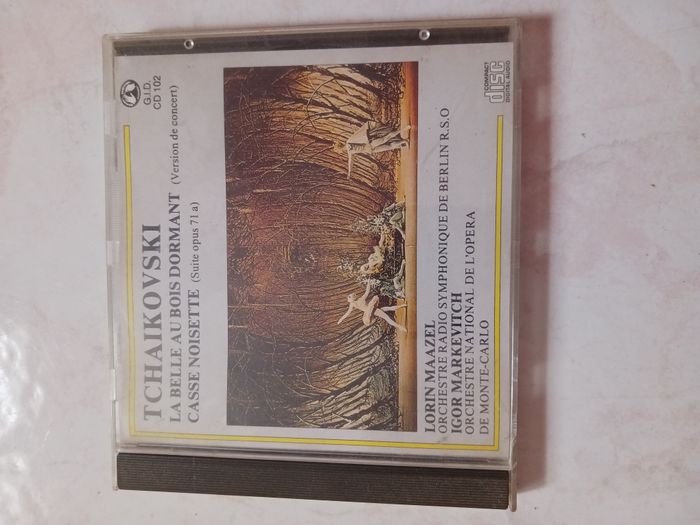 G.I.D.
CD 102
TCHAIKOVSKI
LA BELLE AU BOIS DORMANT (Version de concert)
CASSE NOISETTE (Suite opus 71 a)
LORIN MAAZEL
ORCHESTRE RADIO SYMPHONIQUE DE BERLIN R.S.O
IGOR MARKEVITCH
ORCHESTRE NATIONAL DE L'OPERA
DE MONTE-CARLO
COMPACT
disc
DIGITAL AUDIO